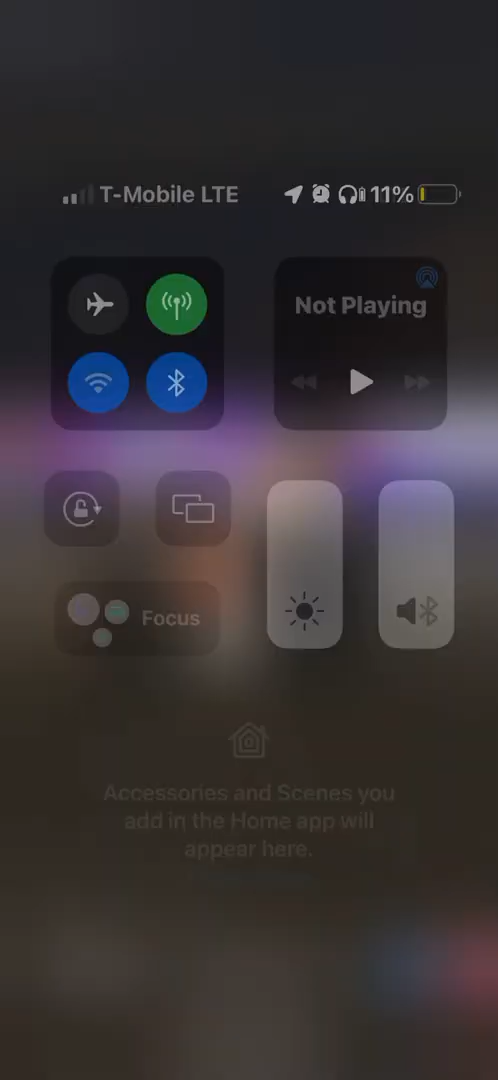 T-Mobile LTE 11%
Not Playing
Focus
Accessories and Scenes you
add in the Home app will
appear here.